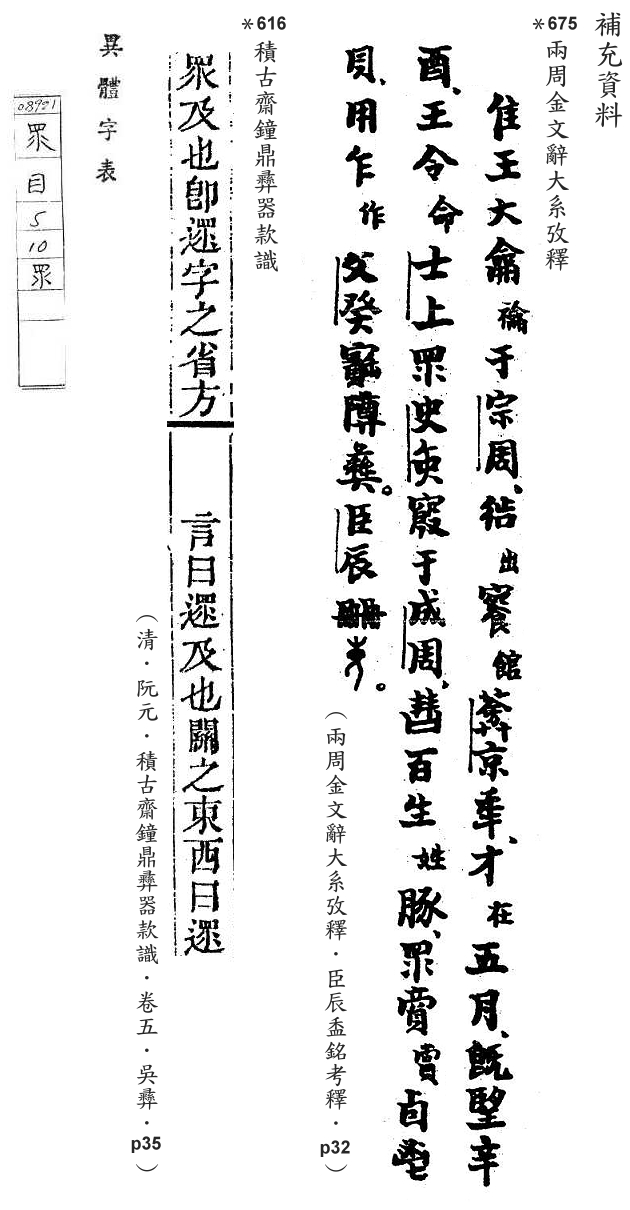 補充資料
＊675
兩周金文辭大系攷釋
隹王大龠禴于宗周、𢓊出䬸館𦯏京年、才在五月、既望辛
酉、王令命士上眔史寅䆷于成周、䜭百生姓豚、眔賞賣卣鬯
貝、用乍作父癸寶𨻰彝。臣辰冊
（兩周金文辭大系攷釋．臣辰盉銘考釋．p32）
＊616
積古齋鐘鼎彝器款識
眔及也卽遝字之省方
言曰遝及也關之東西曰遝
（清．阮元．積古齋鐘鼎彝器款識．卷五．吳彝．p35）
異體字表
08921
眔
目
5
10
眔